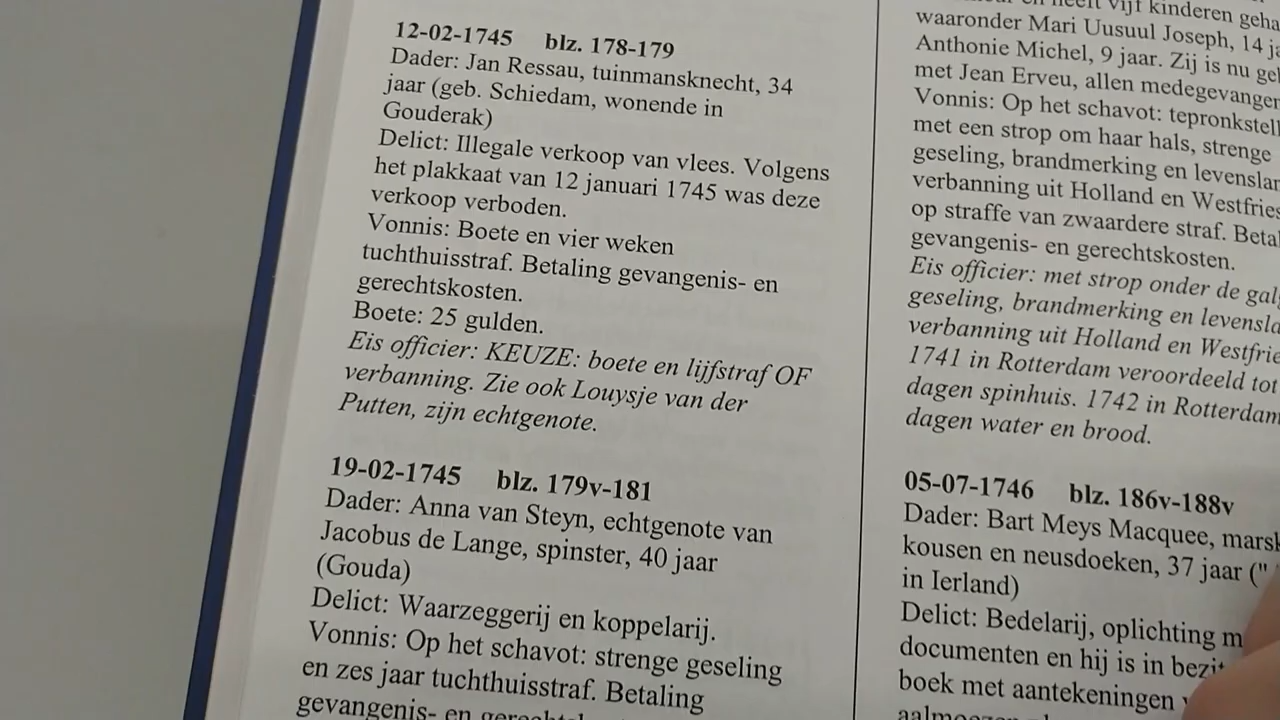 12-02-1745 blz. 178-179
Dader: Jan Ressau, tuinmansknecht, 34
jaar (geb. Schiedam, wonende in
Gouderak)
Delict: Illegale verkoop van vlees. Volgens
het plakkaat van 12 januari 1745 was deze
verkoop verboden.
Vonnis: Boete en vier weken
tuchthuisstraf. Betaling gevangenis- en
gerechtskosten.
Boete: 25 gulden.
Eis officier: KEUZE: boete en lijfstraf OF
verbanning. Zie ook Louysje van der
Putten, zijn echtgenote.
19-02-1745 blz. 179v-181
Dader: Anna van Steyn, echtgenote van
Jacobus de Lange, spinster, 40 jaar
(Gouda)
Delict: Waarzeggerij en koppelarij.
Vonnis: Op het schavot: strenge geseling
en zes jaar tuchthuisstraf. Betaling
gevangenis- en
en heeft vijf kinderen
waaronder Mari Uusuul Joseph, 14
Anthonie Michel, 9 jaar. Zij is nu
met Jean Erveu, allen
Vonnis: Op het schavot:
met een strop om haar hals, strenge
geseling, brandmerking en
verbanning uit Holland en
op straffe van zwaardere straf.
gevangenis- en gerechtskosten.
Eis officier: met strop onder de
geseling, brandmerking en
verbanning uit Holland en
1741 in Rotterdam veroordeeld tot
dagen spinhuis. 1742 in Rotterdam
dagen water en brood.
05-07-1746 blz. 186v-188v
Dader: Bart Meys Macquee,
kousen en neusdoeken, 37 jaar ("
in Ierland)
Delict: Bedelarij, oplichting
documenten en hij is in
boek met aantekeningen